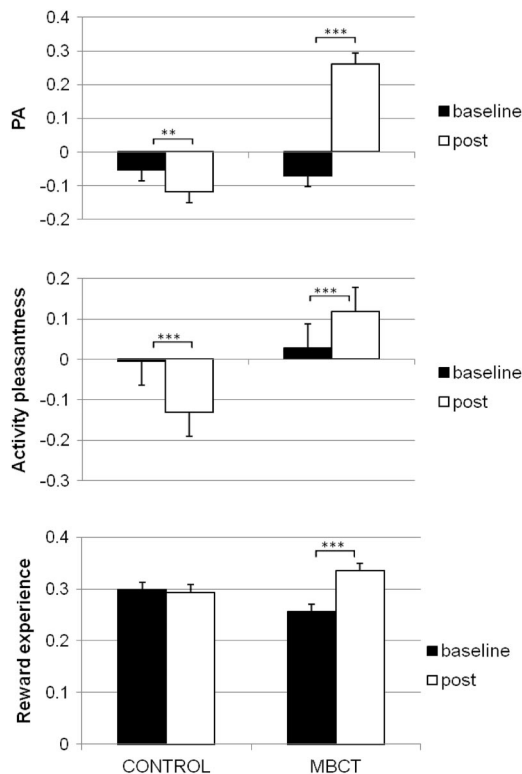 0.4
***
0.3
0.2
PA
0.1
baseline
**
0
post
-0.1
-0.2
0.2
***
0.1
***
Activity pleasantness
0
baseline
-0.1
post
-0.2
-0.3
0.4
***
0.3
Reward experience
0.2
baseline
0.1
post
0
CONTROL MBCT